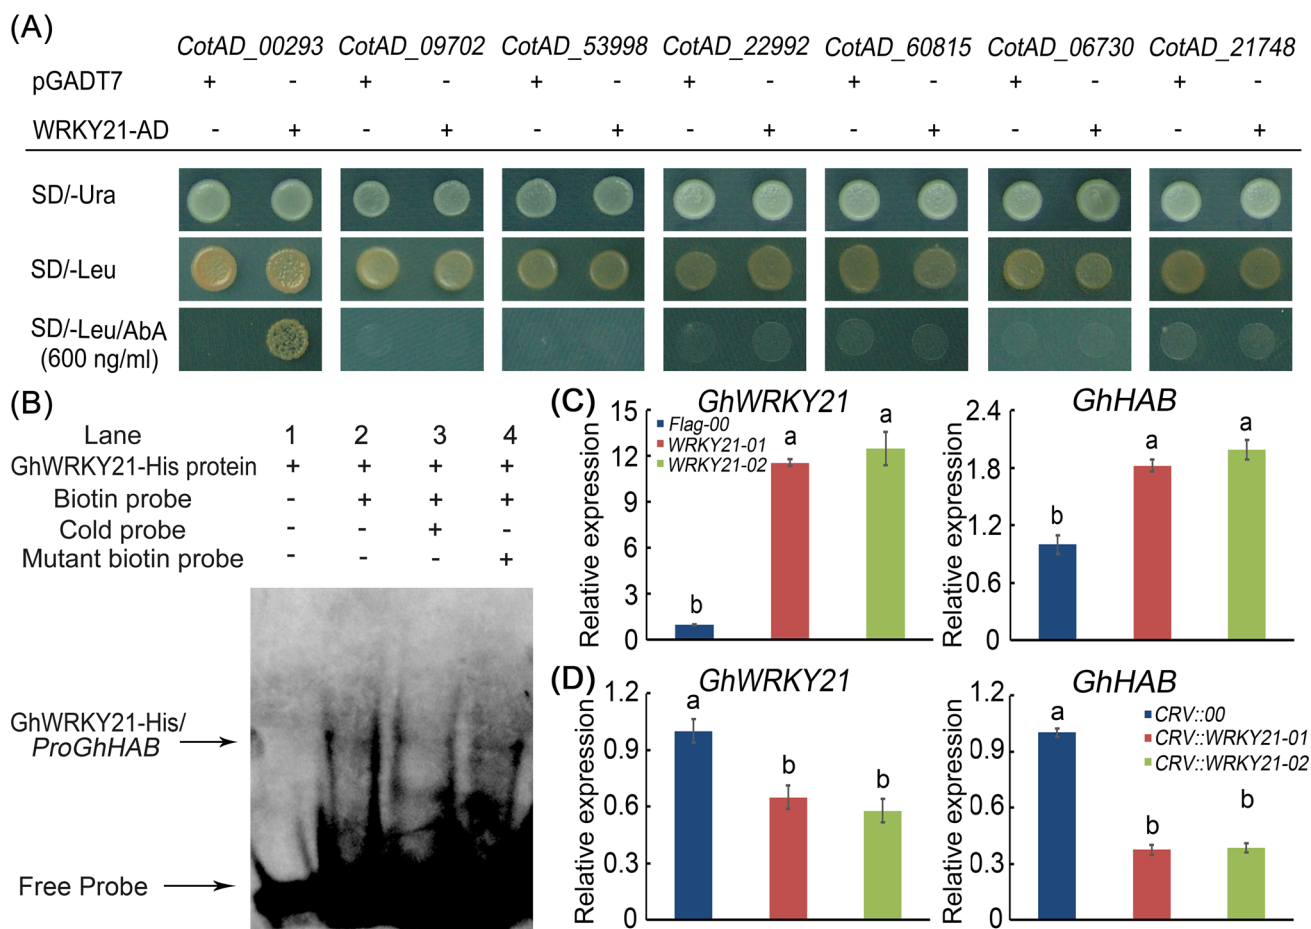 (A)
CotAD_00293 CotAD_09702 CotAD_53998 CotAD_22992 CotAD_60815 CotAD_06730 CotAD_21748
pGADT7 + - + - + - + - + - + - + -
WRKY21-AD - + - + - + - + - + - + - +
SD/-Ura
SD/-Leu
SD/-Leu/AbA
(600 ng/ml)
(B)
Lane 1 2 3 4
GhWRKY21-His protein + + + +
Biotin probe - + + +
Cold probe - - + -
Mutant biotin probe - - - +
GhWRKY21-His/
ProGhHAB
Free Probe
(C)
GhWRKY21
Relative expression
15
12
9
6
3
0
Flag-00
WRKY21-01
WRKY21-02
b
a
a
GhHAB
Relative expression
2.4
1.8
1.2
0.6
0
b
a
a
(D)
GhWRKY21
Relative expression
1.2
0.9
0.6
0.3
0
a
b
b
GhHAB
Relative expression
1.2
0.9
0.6
0.3
0
a
b
b
CRV::00
CRV::WRKY21-01
CRV::WRKY21-02